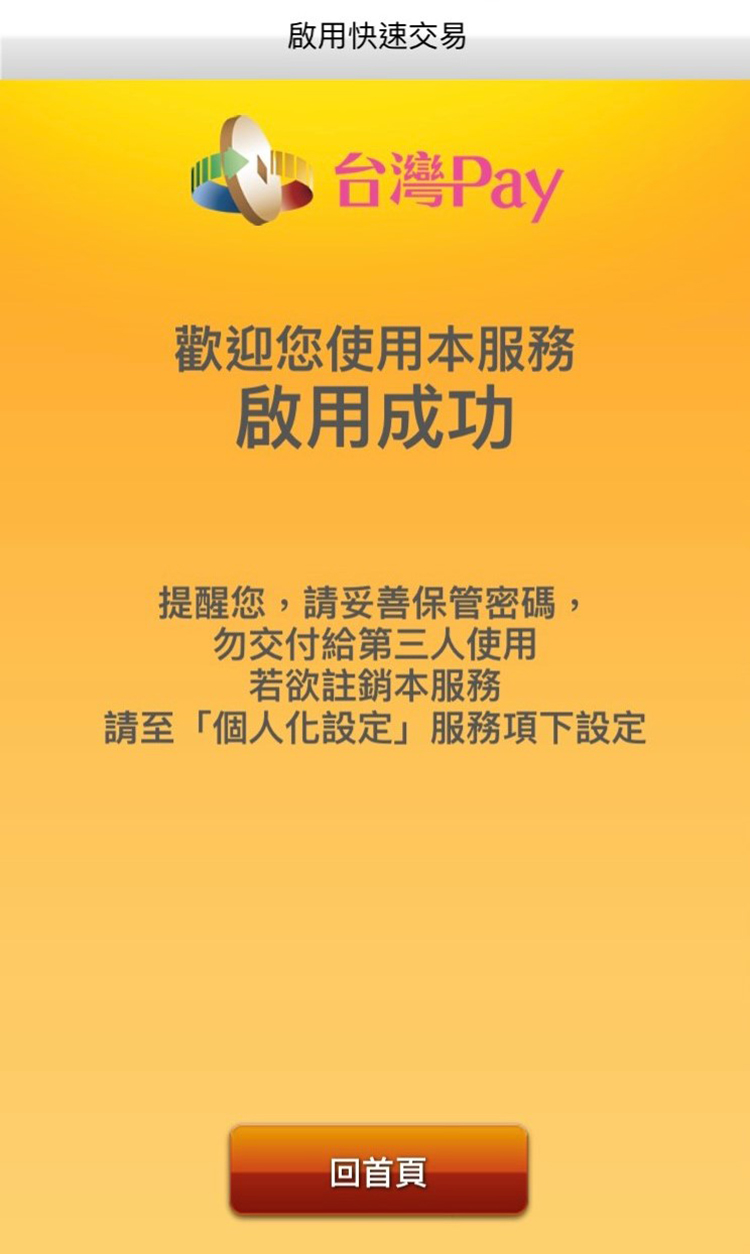 啟用快速交易
台灣Pay
歡迎您使用本服務
啟用成功
提醒您，請妥善保管密碼，
勿交付給第三人使用
若欲註銷本服務
請至「個人化設定」服務項下設定
回首頁